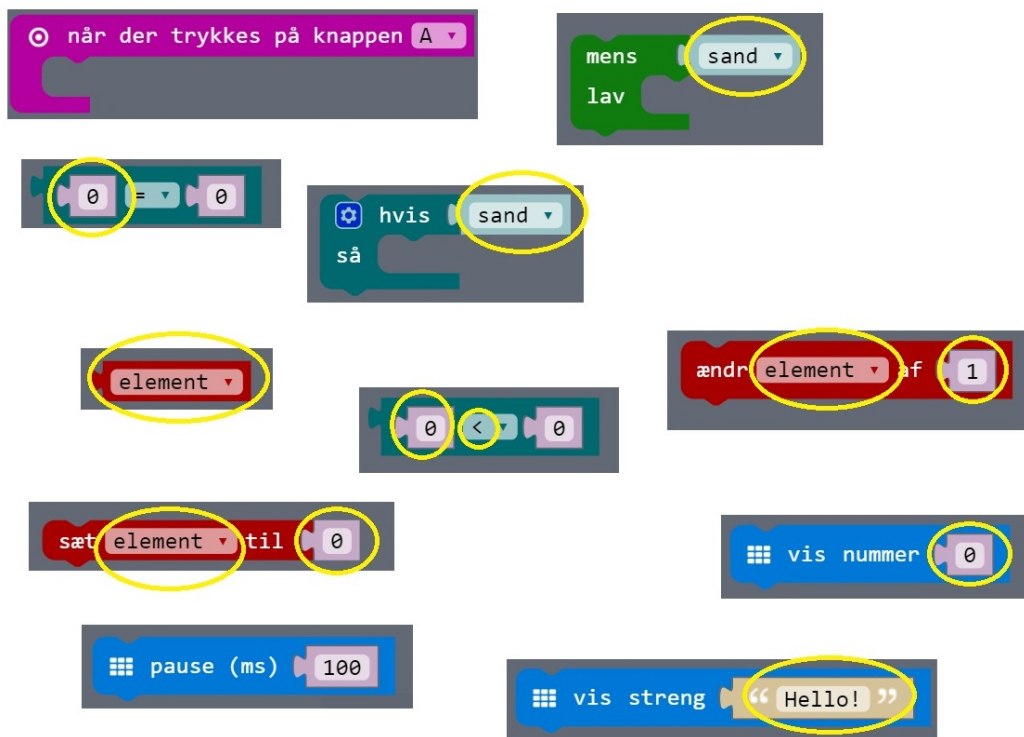 når der trykkes på knappen A
mens sand
lav
0 = 0
hvis sand
så
element
ændr element af 1
0 < 0
sæt element til 0
vis nummer 0
pause (ms) 100
vis streng “ Hello! ”